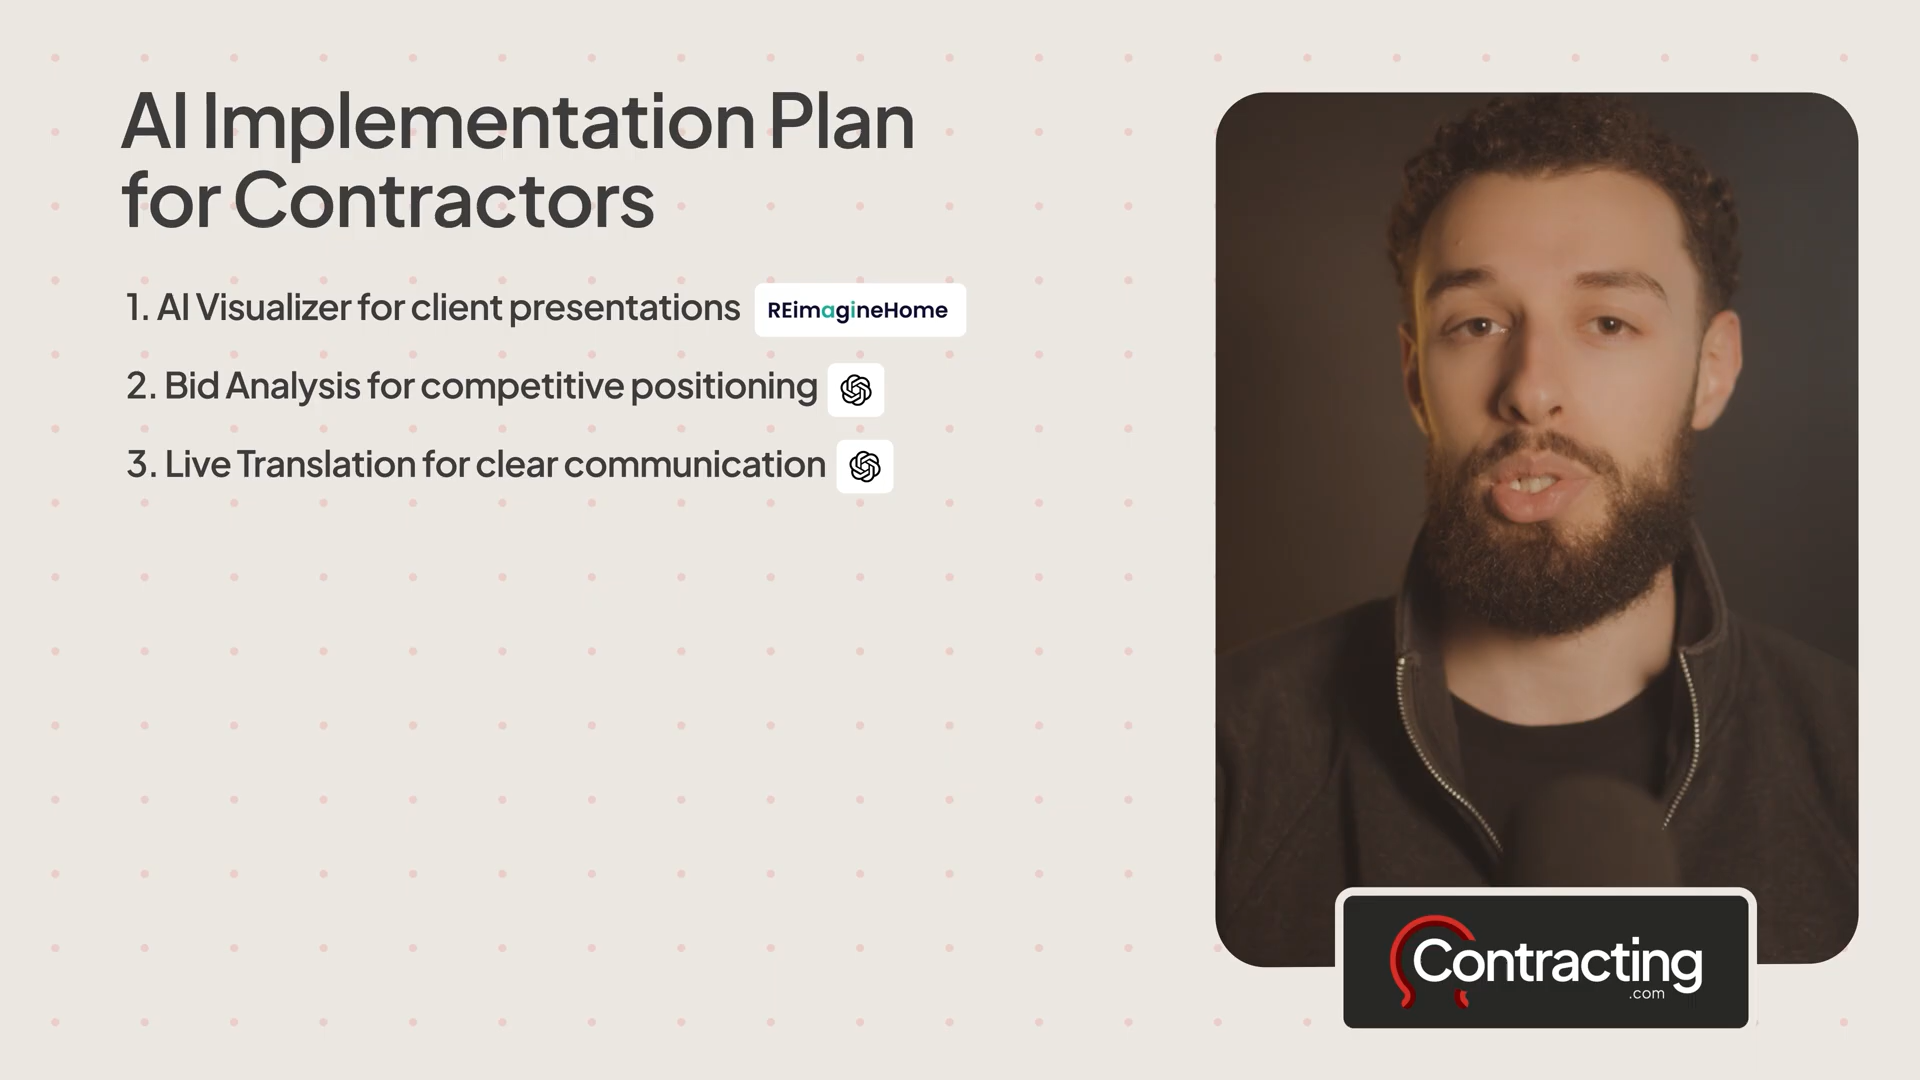 AI Implementation Plan
for Contractors
1. AI Visualizer for client presentations REimagineHome
2. Bid Analysis for competitive positioning
3. Live Translation for clear communication
Contracting
.com